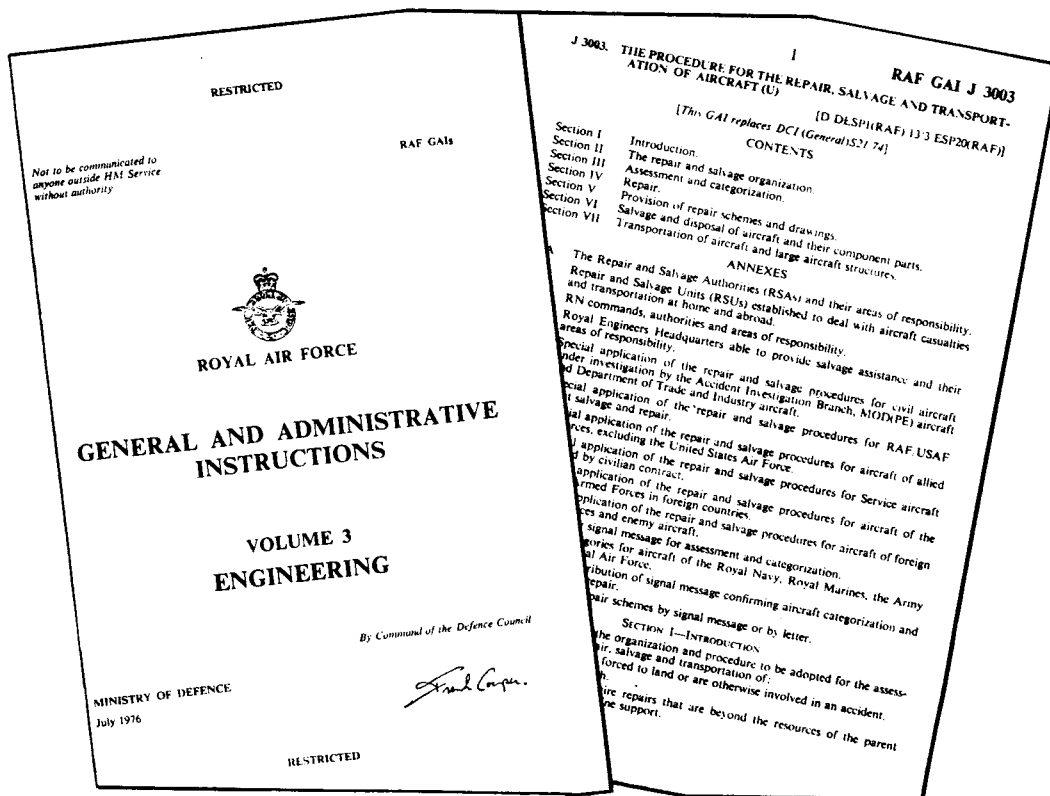 RESTRICTED
Not to be communicated to
anyone outside HM Service
without authority
RAF GAIs
ROYAL AIR FORCE
GENERAL AND ADMINISTRATIVE
INSTRUCTIONS
VOLUME 3
ENGINEERING
By Command of the Defence Council
MINISTRY OF DEFENCE
July 1976
Frank Cooper.
RESTRICTED
1
RAF GAI J 3003
J 3003. THE PROCEDURE FOR THE REPAIR, SALVAGE AND TRANSPORT-
ATION OF AIRCRAFT (U)
[D DESP1(RAF) 13/3 ESP20(RAF)]
[This GAI replaces DCI (General) S21/74]
CONTENTS
Section I Introduction.
Section II The repair and salvage organization.
Section III Assessment and categorization.
Section IV Repair.
Section V Provision of repair schemes and drawings.
Section VI Salvage and disposal of aircraft and their component parts.
Section VII Transportation of aircraft and large aircraft structures.
ANNEXES
A The Repair and Salvage Authorities (RSAs) and their areas of responsibility.
Repair and Salvage Units (RSUs) established to deal with aircraft casualties
and transportation at home and abroad.
RN commands, authorities and areas of responsibility.
Royal Engineers Headquarters able to provide salvage assistance and their
areas of responsibility.
Special application of the repair and salvage procedures for civil aircraft
under investigation by the Accident Investigation Branch, MOD(PE) aircraft
nd Department of Trade and Industry aircraft.
ecial application of the repair and salvage procedures for RAF/USAF
t salvage and repair.
ial application of the repair and salvage procedures for aircraft of allied
rces, excluding the United States Air Force.
l application of the repair and salvage procedures for Service aircraft
d by civilian contract.
application of the repair and salvage procedures for aircraft of the
Armed Forces in foreign countries.
pplication of the repair and salvage procedures for aircraft of foreign
ces and enemy aircraft.
signal message for assessment and categorization.
gories for aircraft of the Royal Navy, Royal Marines, the Army
al Air Force.
ribution of signal message confirming aircraft categorization and
repair.
pair schemes by signal message or by letter.
SECTION I—INTRODUCTION
the organization and procedure to be adopted for the assess-
air, salvage and transportation of:
forced to land or are otherwise involved in an accident.
h.
ire repairs that are beyond the resources of the parent
ne support.